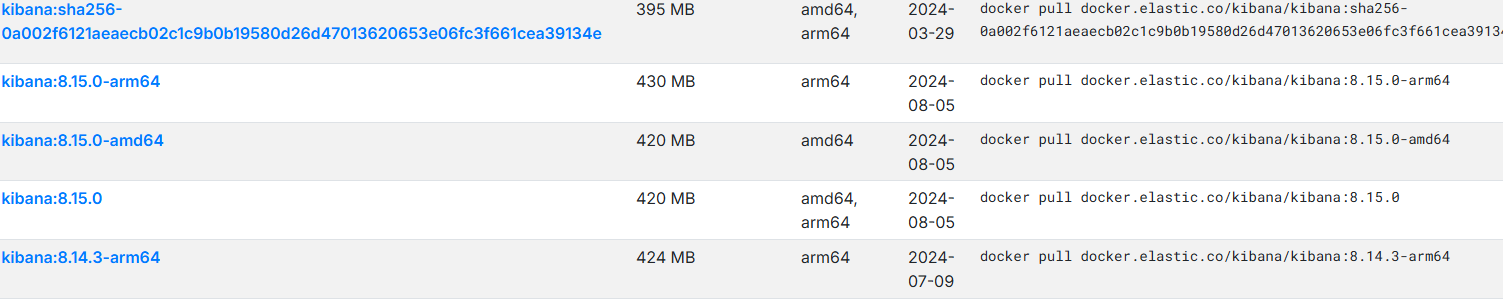 kibana:sha256- 395 MB amd64, 2024- docker pull docker.elastic.co/kibana/kibana:sha256-
0a002f6121aeaecb02c1c9b0b19580d26d47013620653e06fc3f661cea39134e arm64 03-29 0a002f6121aeaecb02c1c9b0b19580d26d47013620653e06fc3f661cea3913
kibana:8.15.0-arm64 430 MB arm64 2024- docker pull docker.elastic.co/kibana/kibana:8.15.0-arm64
08-05
kibana:8.15.0-amd64 420 MB amd64 2024- docker pull docker.elastic.co/kibana/kibana:8.15.0-amd64
08-05
kibana:8.15.0 420 MB amd64, 2024- docker pull docker.elastic.co/kibana/kibana:8.15.0
arm64 08-05
kibana:8.14.3-arm64 424 MB arm64 2024- docker pull docker.elastic.co/kibana/kibana:8.14.3-arm64
07-09